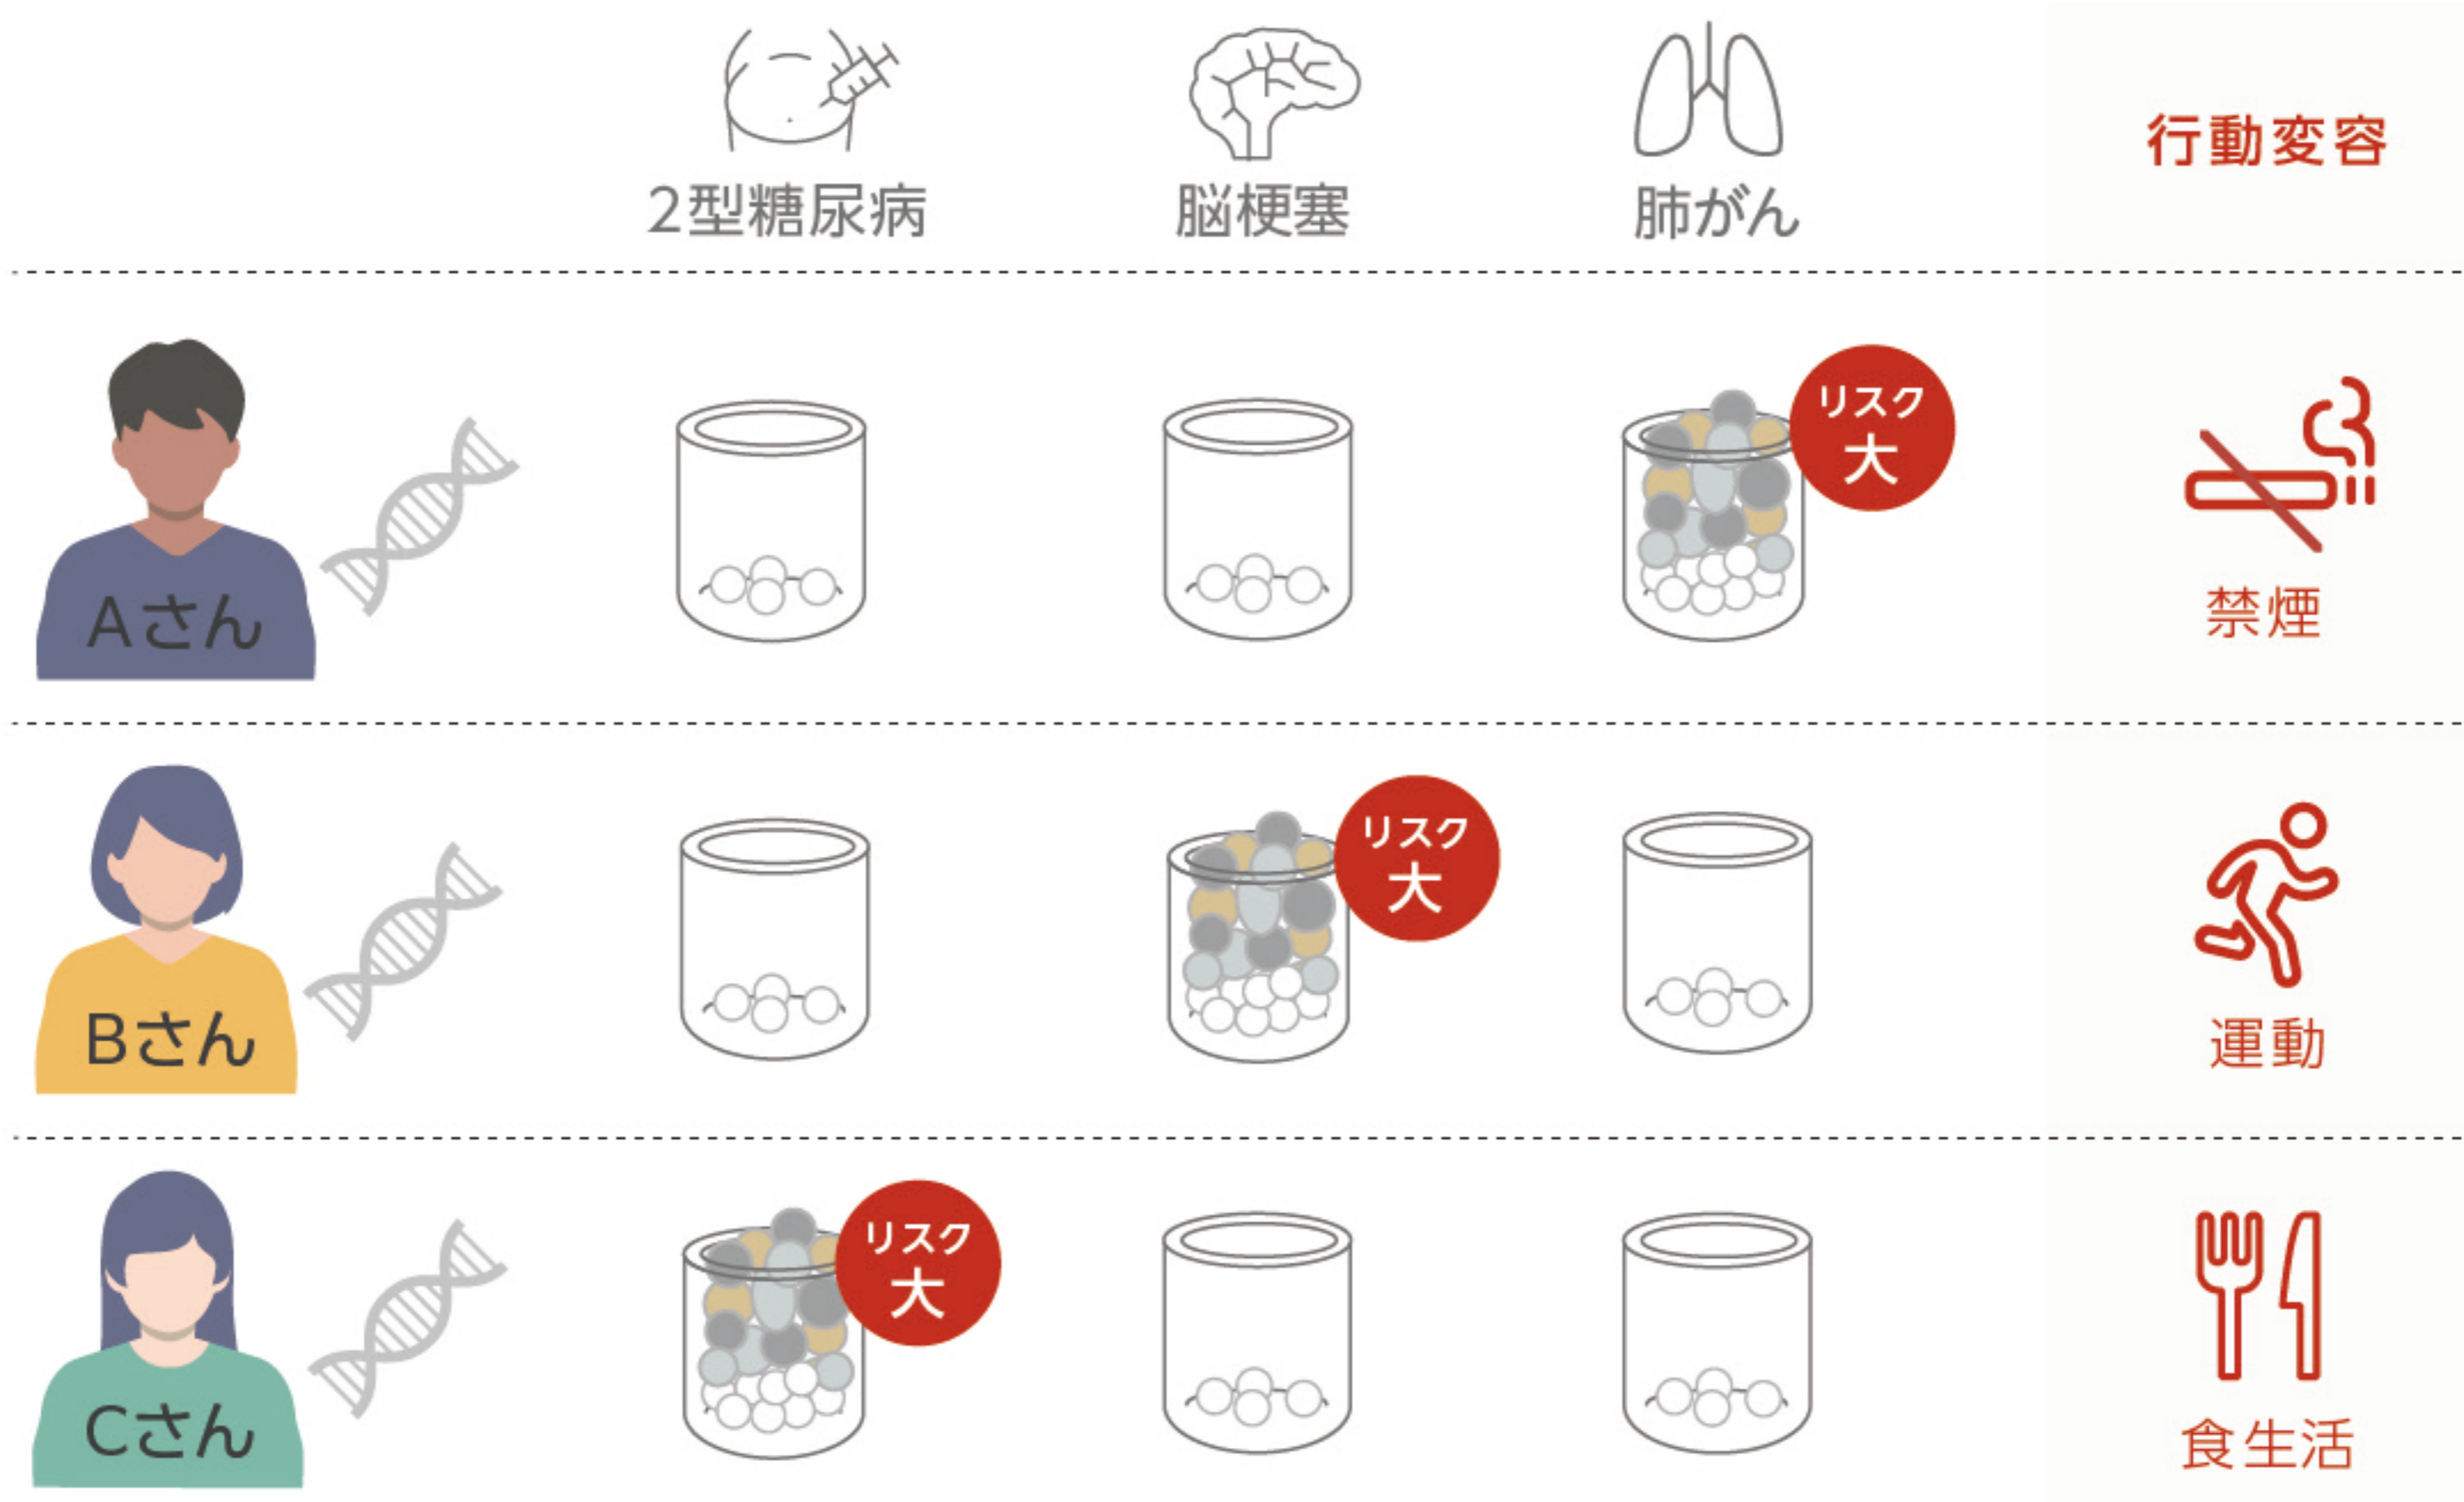 2型糖尿病
脳梗塞
肺がん
行動変容
Aさん
リスク
大
禁煙
Bさん
リスク
大
運動
Cさん
リスク
大
食生活